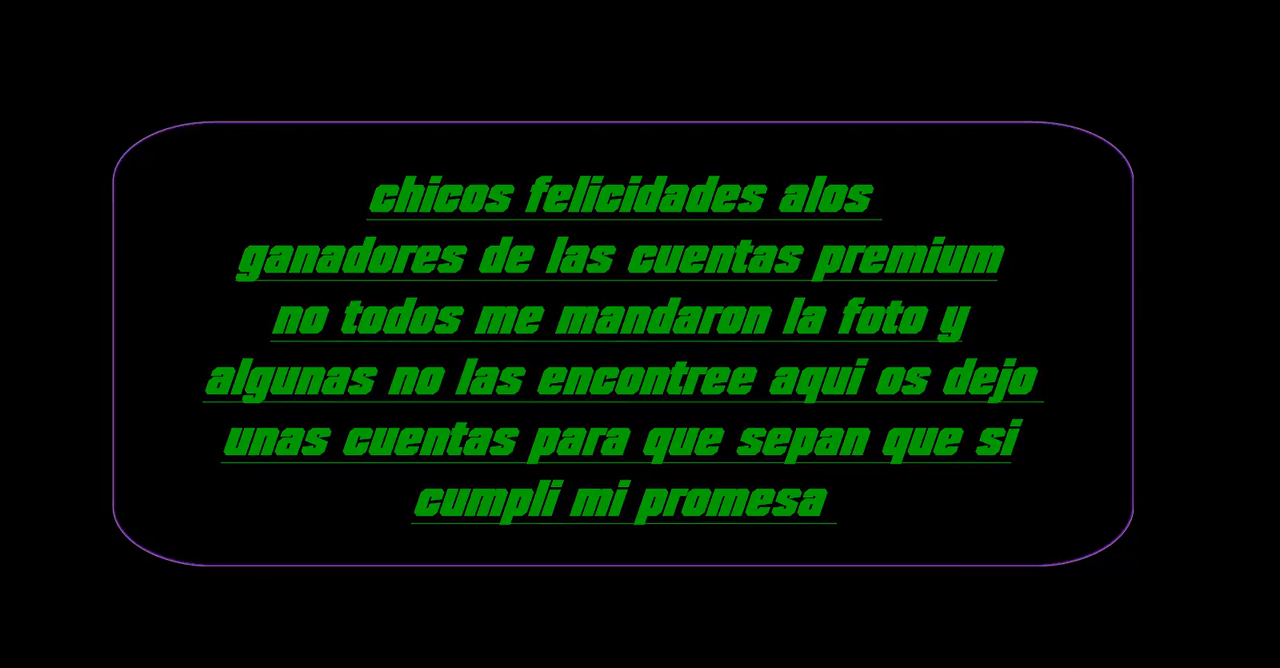 chicos felicidades alos
ganadores de las cuentas premium
no todos me mandaron la foto y
algunas no las encontree aqui os dejo
unas cuentas para que sepan que si
cumpli mi promesa